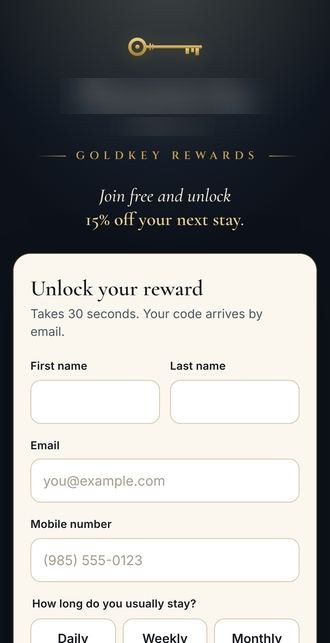 GOLDKEY REWARDS
Join free and unlock
15% off your next stay.
Unlock your reward
Takes 30 seconds. Your code arrives by
email.
First name Last name
Email
you@example.com
Mobile number
(985) 555-0123
How long do you usually stay?
Daily Weekly Monthly